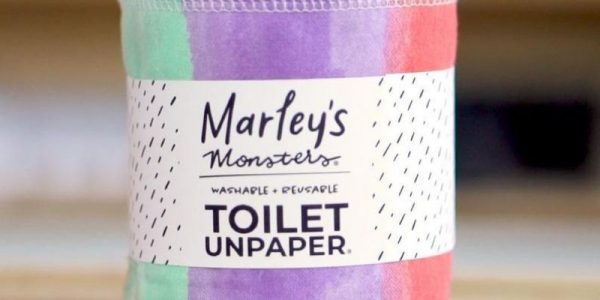 Marley's
Monsters®
WASHABLE + REUSABLE
TOILET
UNPAPER®